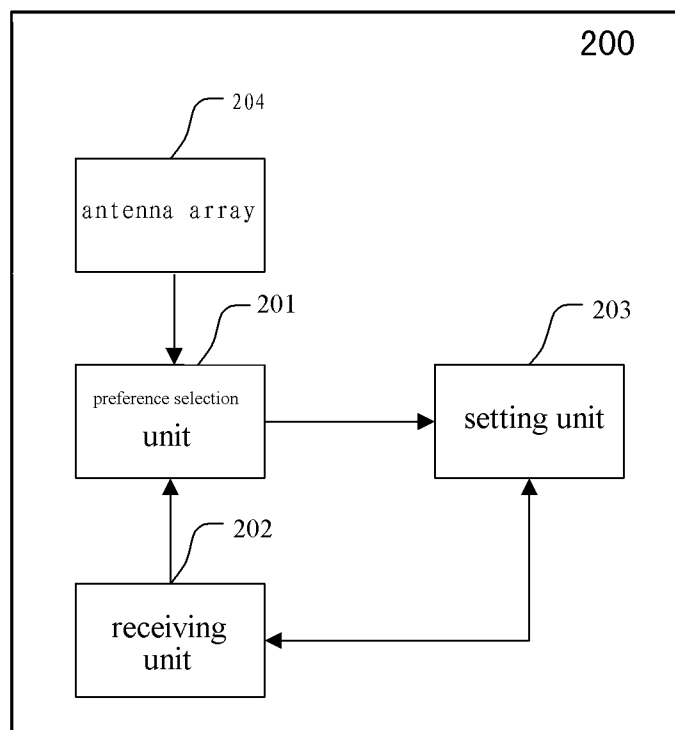 200
204
antenna array
201
preference selection
unit
203
setting unit
202
receiving
unit